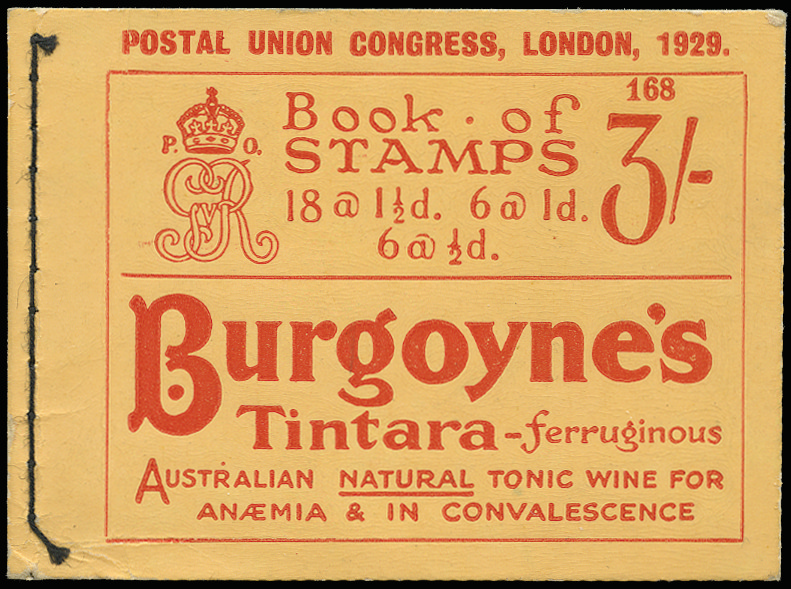 POSTAL UNION CONGRESS, LONDON, 1929.
168
P. O.
GVR
Book · of
STAMPS
3/-
18 @ 1½d. 6 @ 1d.
6 @ ½d.
Burgoyne's
Tintara - ferruginous
AUSTRALIAN NATURAL TONIC WINE FOR
ANÆMIA & IN CONVALESCENCE